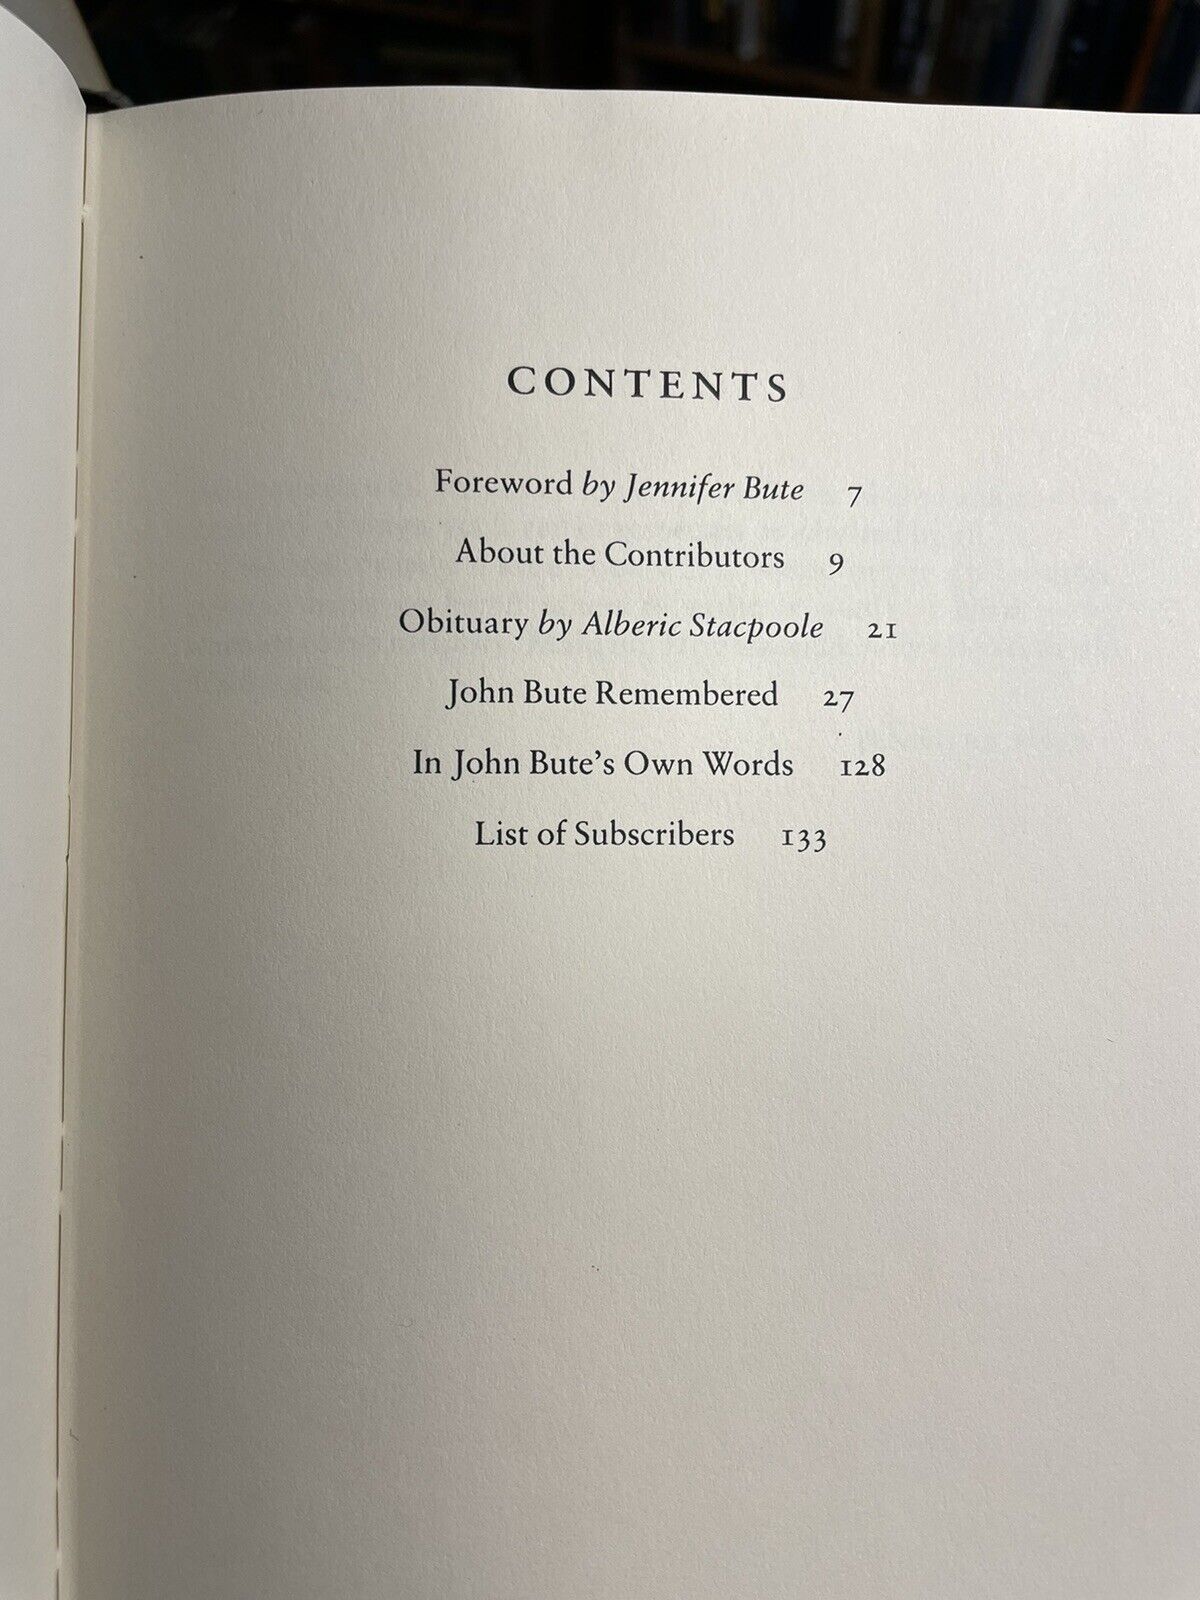 CONTENTS
Foreword by Jennifer Bute 7
About the Contributors 9
Obituary by Alberic Stacpoole 21
John Bute Remembered 27
In John Bute's Own Words 128
List of Subscribers 133